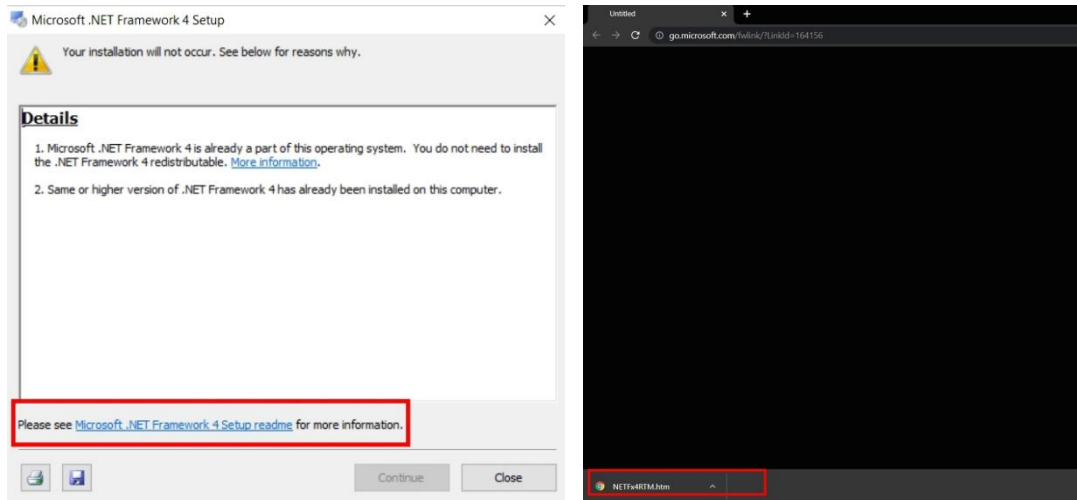 Microsoft .NET Framework 4 Setup
Your installation will not occur. See below for reasons why.
Details
1. Microsoft .NET Framework 4 is already a part of this operating system. You do not need to install
the .NET Framework 4 redistributable. More information.
2. Same or higher version of .NET Framework 4 has already been installed on this computer.
Please see Microsoft .NET Framework 4 Setup readme for more information.
Continue
Close
Untitled
go.microsoft.com/fwlink/?LinkId=164156
NETFx4RTM.htm